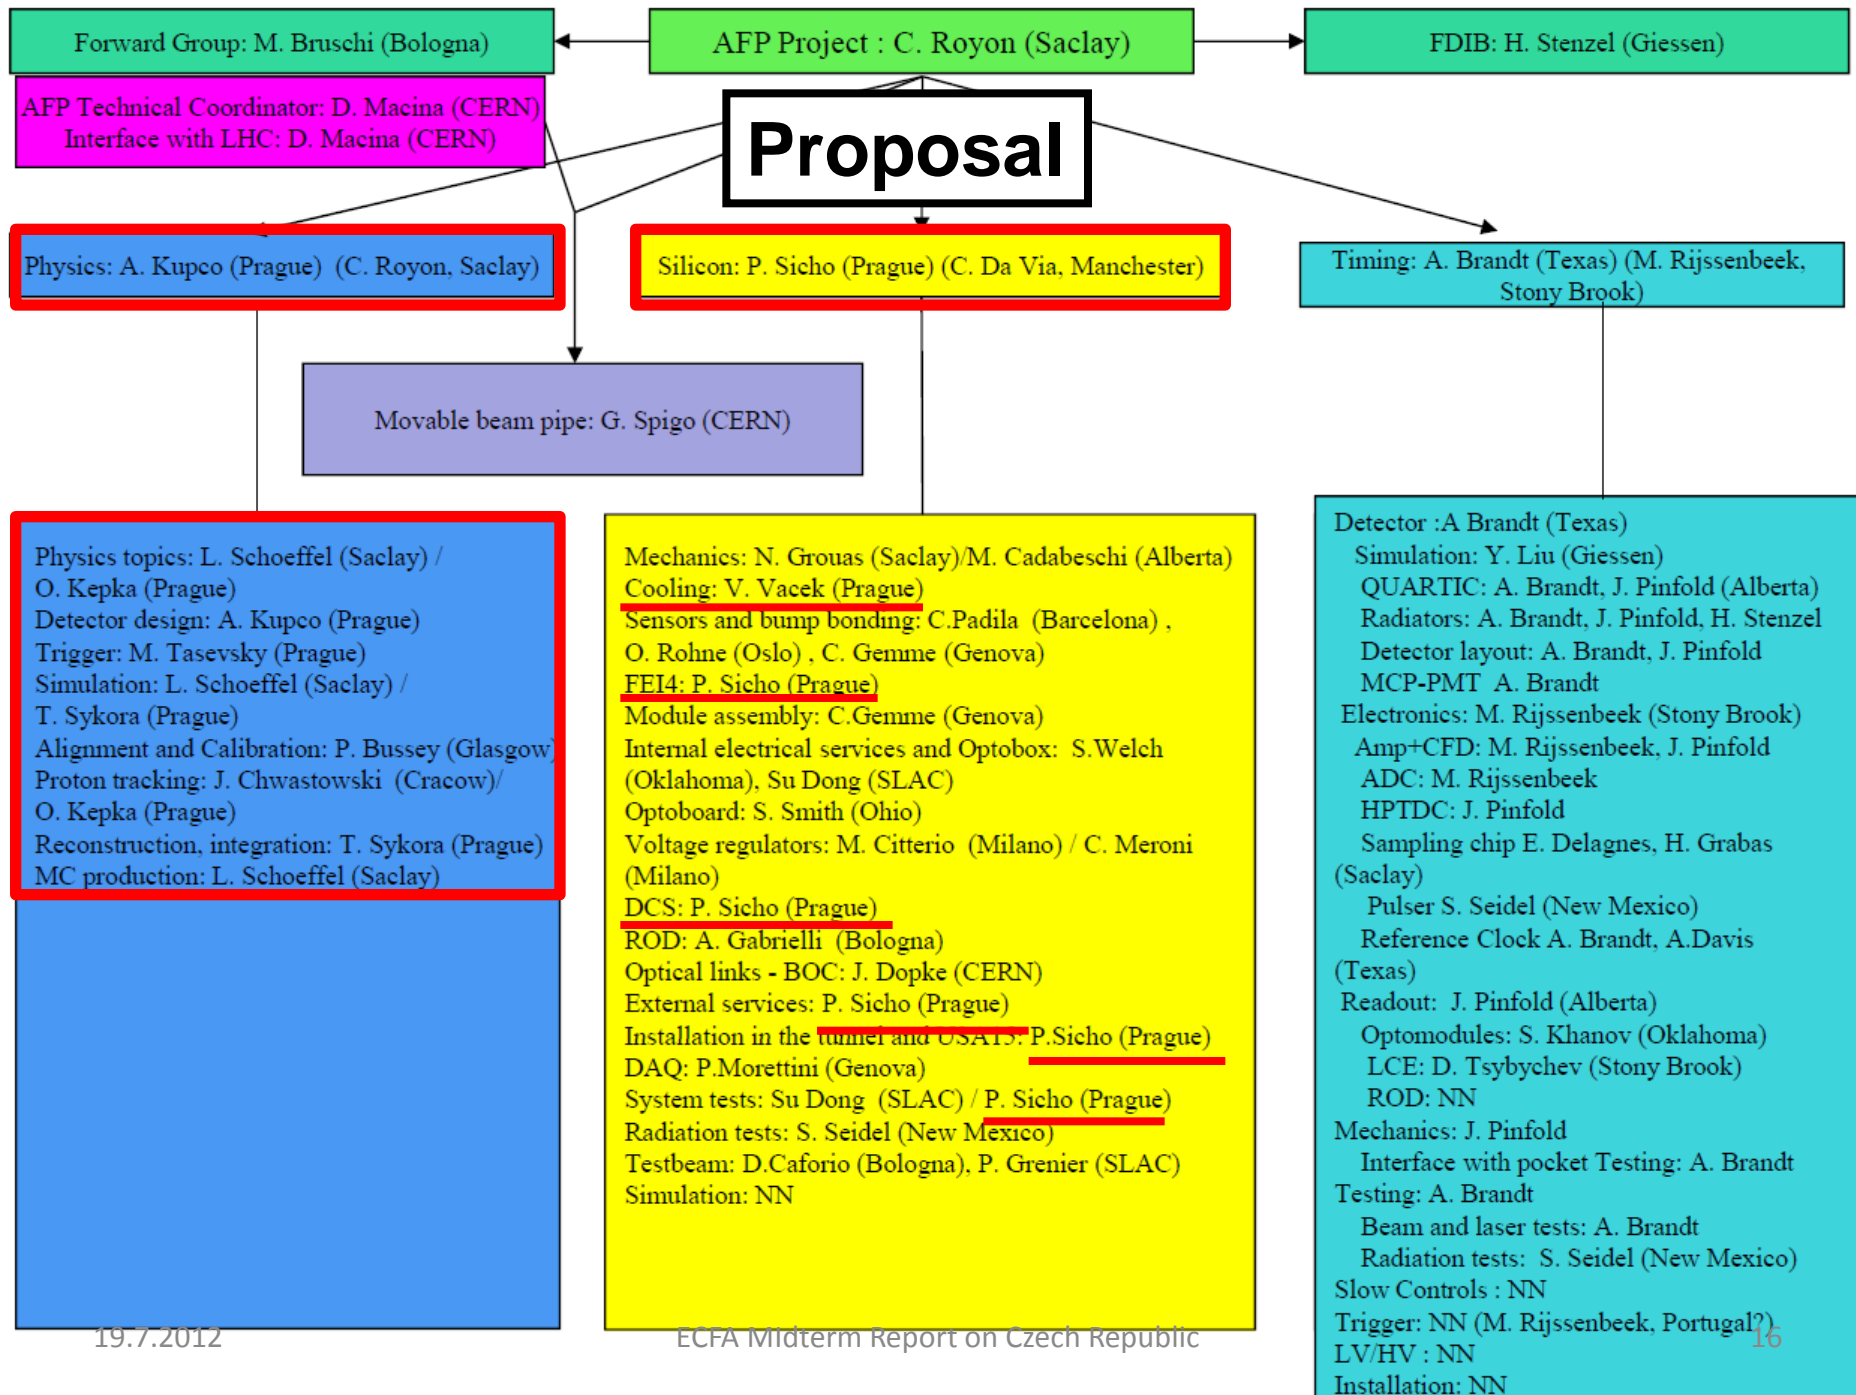 Forward Group: M. Bruschi (Bologna)
AFP Project : C. Royon (Saclay)
FDIB: H. Stenzel (Giessen)
AFP Technical Coordinator: D. Macina (CERN)
Interface with LHC: D. Macina (CERN)
Proposal
Physics: A. Kupco (Prague) (C. Royon, Saclay)
Silicon: P. Sicho (Prague) (C. Da Via, Manchester)
Timing: A. Brandt (Texas) (M. Rijssenbeek,
Stony Brook)
Movable beam pipe: G. Spigo (CERN)
Physics topics: L. Schoeffel (Saclay) /
O. Kepka (Prague)
Detector design: A. Kupco (Prague)
Trigger: M. Tasevsky (Prague)
Simulation: L. Schoeffel (Saclay) /
T. Sykora (Prague)
Alignment and Calibration: P. Bussey (Glasgow)
Proton tracking: J. Chwastowski (Cracow)/
O. Kepka (Prague)
Reconstruction, integration: T. Sykora (Prague)
MC production: L. Schoeffel (Saclay)
Mechanics: N. Grouas (Saclay)/M. Cadabeschi (Alberta)
Cooling: V. Vacek (Prague)
Sensors and bump bonding: C.Padila (Barcelona) ,
O. Rohne (Oslo) , C. Gemme (Genova)
FEI4: P. Sicho (Prague)
Module assembly: C.Gemme (Genova)
Internal electrical services and Optobox: S.Welch
(Oklahoma), Su Dong (SLAC)
Optoboard: S. Smith (Ohio)
Voltage regulators: M. Citterio (Milano) / C. Meroni
(Milano)
DCS: P. Sicho (Prague)
ROD: A. Gabrielli (Bologna)
Optical links - BOC: J. Dopke (CERN)
External services: P. Sicho (Prague)
Installation in the tunnel and USA15: P.Sicho (Prague)
DAQ: P.Morettini (Genova)
System tests: Su Dong (SLAC) / P. Sicho (Prague)
Radiation tests: S. Seidel (New Mexico)
Testbeam: D.Caforio (Bologna), P. Grenier (SLAC)
Simulation: NN
Detector :A Brandt (Texas)
Simulation: Y. Liu (Giessen)
QUARTIC: A. Brandt, J. Pinfold (Alberta)
Radiators: A. Brandt, J. Pinfold, H. Stenzel
Detector layout: A. Brandt, J. Pinfold
MCP-PMT A. Brandt
Electronics: M. Rijssenbeek (Stony Brook)
Amp+CFD: M. Rijssenbeek, J. Pinfold
ADC: M. Rijssenbeek
HPTDC: J. Pinfold
Sampling chip E. Delagnes, H. Grabas
(Saclay)
Pulser S. Seidel (New Mexico)
Reference Clock A. Brandt, A.Davis
(Texas)
Readout: J. Pinfold (Alberta)
Optomodules: S. Khanov (Oklahoma)
LCE: D. Tsybychev (Stony Brook)
ROD: NN
Mechanics: J. Pinfold
Interface with pocket Testing: A. Brandt
Testing: A. Brandt
Beam and laser tests: A. Brandt
Radiation tests: S. Seidel (New Mexico)
Slow Controls : NN
Trigger: NN (M. Rijssenbeek, Portugal?)
LV/HV : NN
Installation: NN
19.7.2012
ECFA Midterm Report on Czech Republic
16